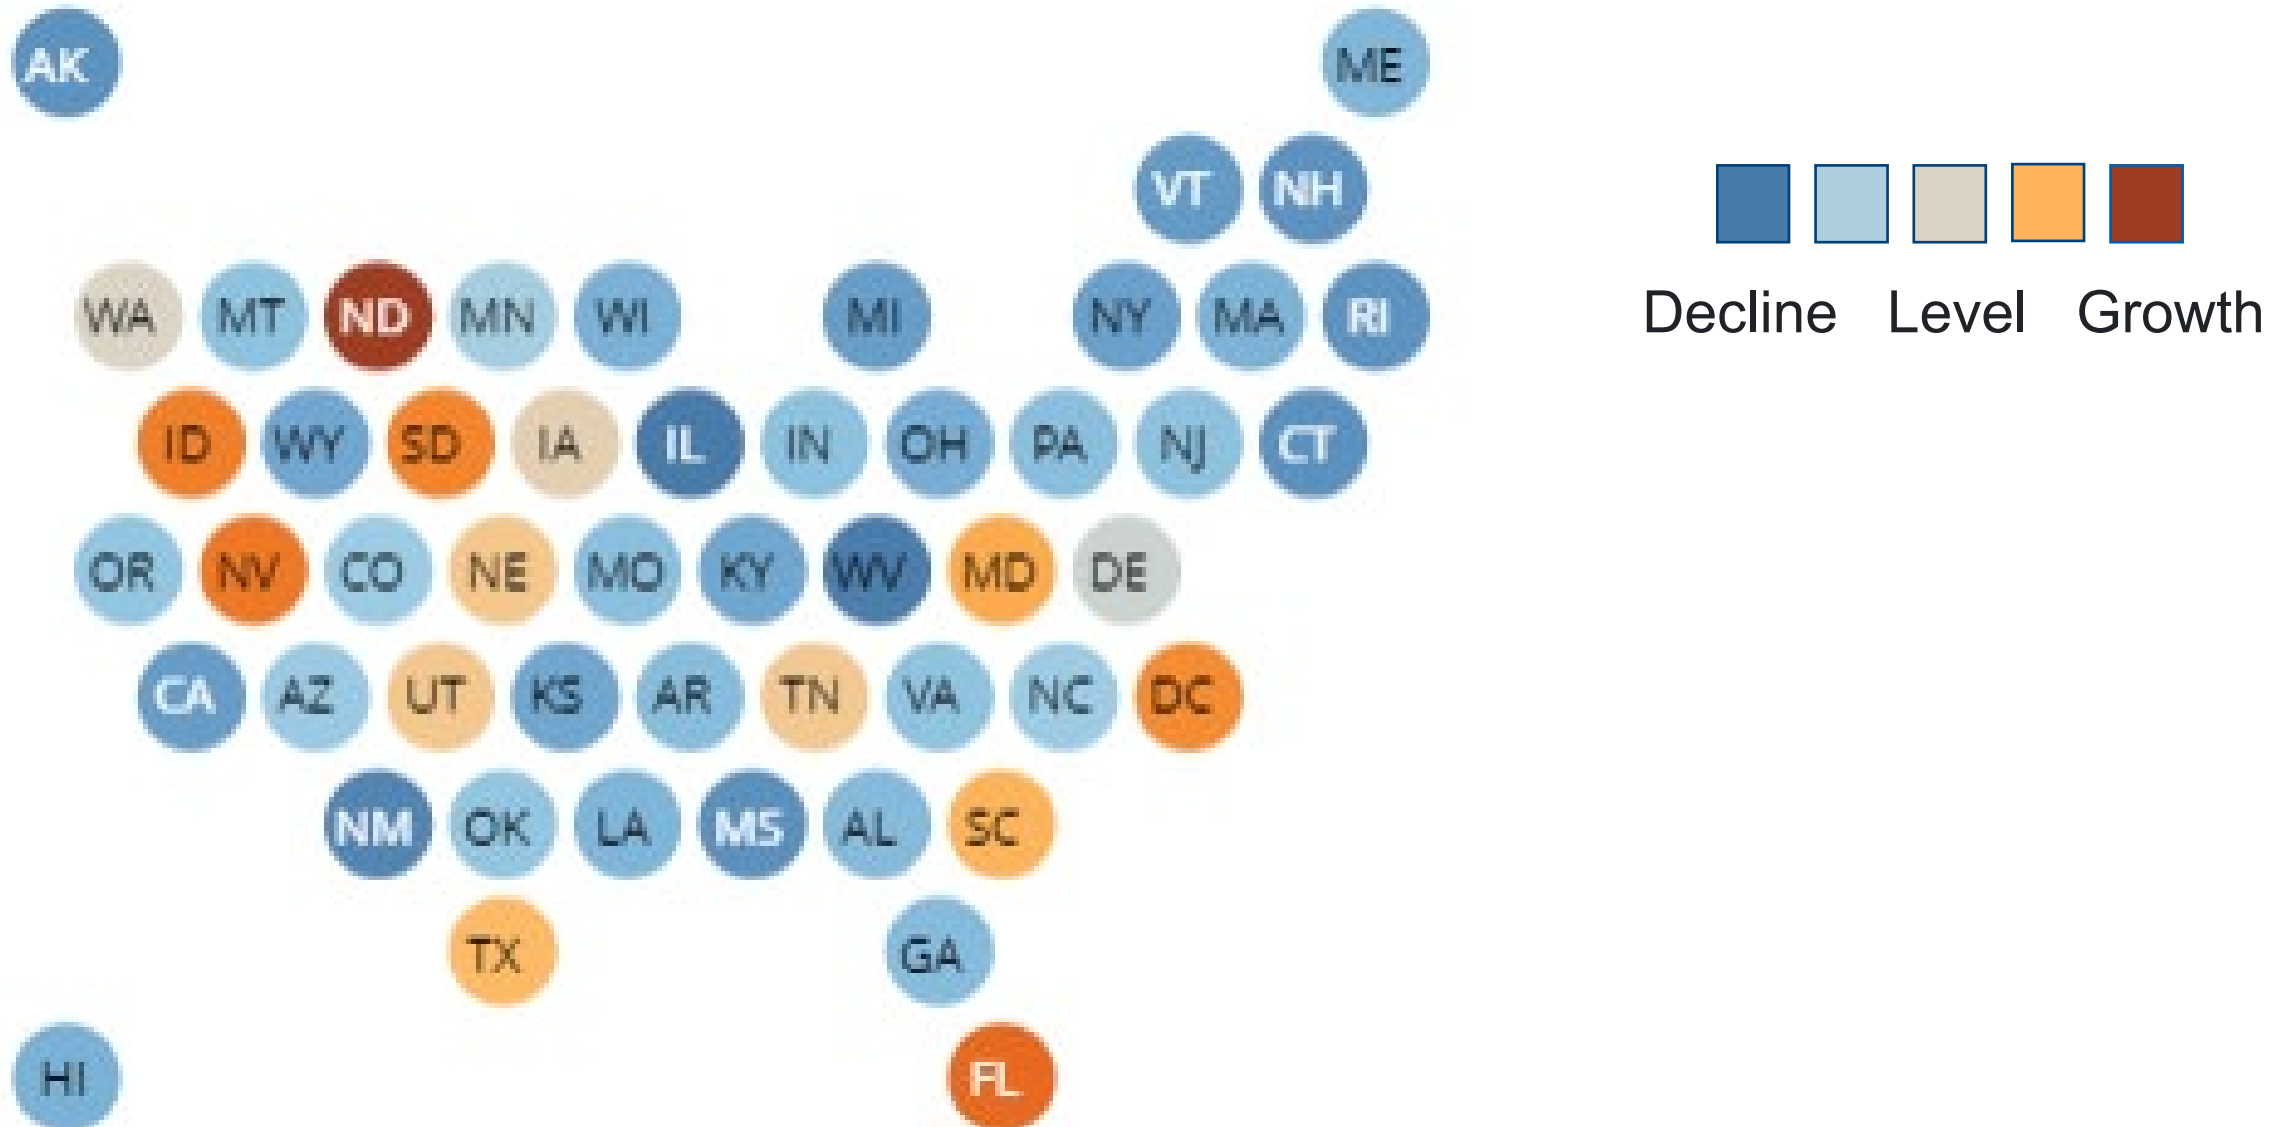 AK ME
VT NH
WA MT ND MN WI MI NY MA RI
ID WY SD IA IL IN OH PA NJ CT
OR NV CO NE MO KY WV MD DE
CA AZ UT KS AR TN VA NC DC
NM OK LA MS AL SC
TX GA
HI FL
Decline Level Growth